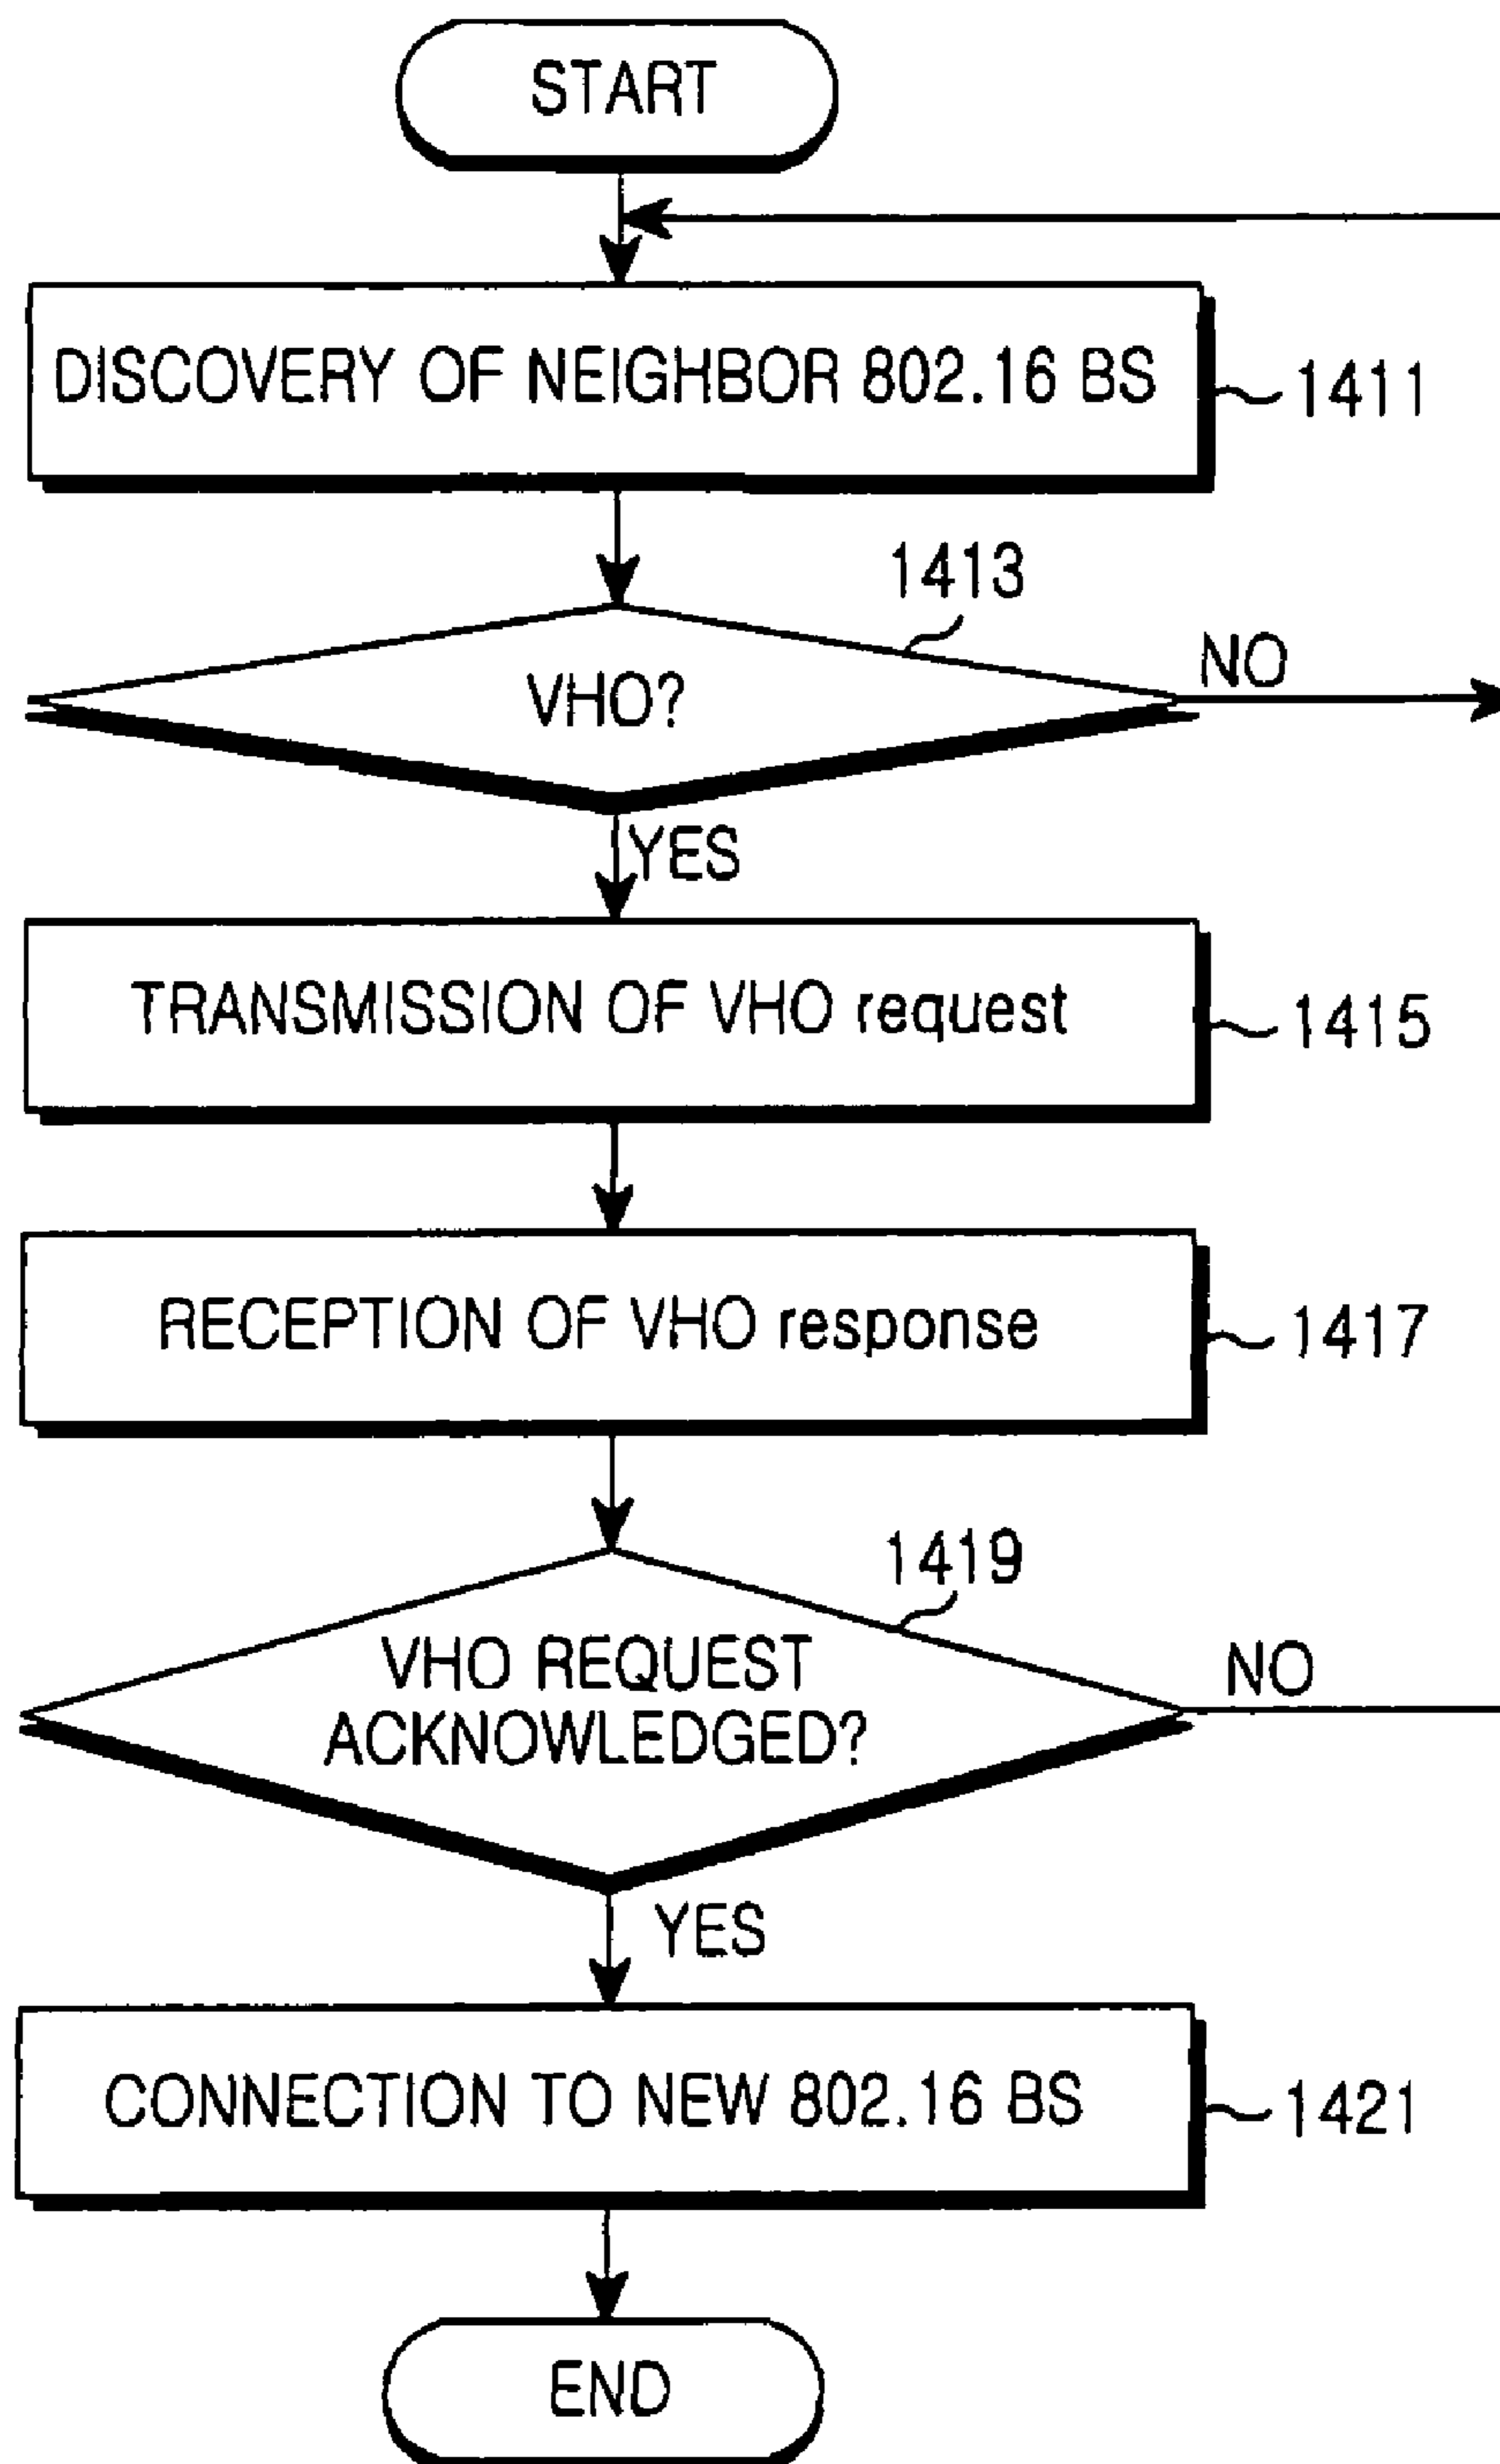 START
DISCOVERY OF NEIGHBOR 802.16 BS
1411
1413
VHO?
NO
YES
TRANSMISSION OF VHO request
1415
RECEPTION OF VHO response
1417
1419
VHO REQUEST
ACKNOWLEDGED?
NO
YES
CONNECTION TO NEW 802.16 BS
1421
END